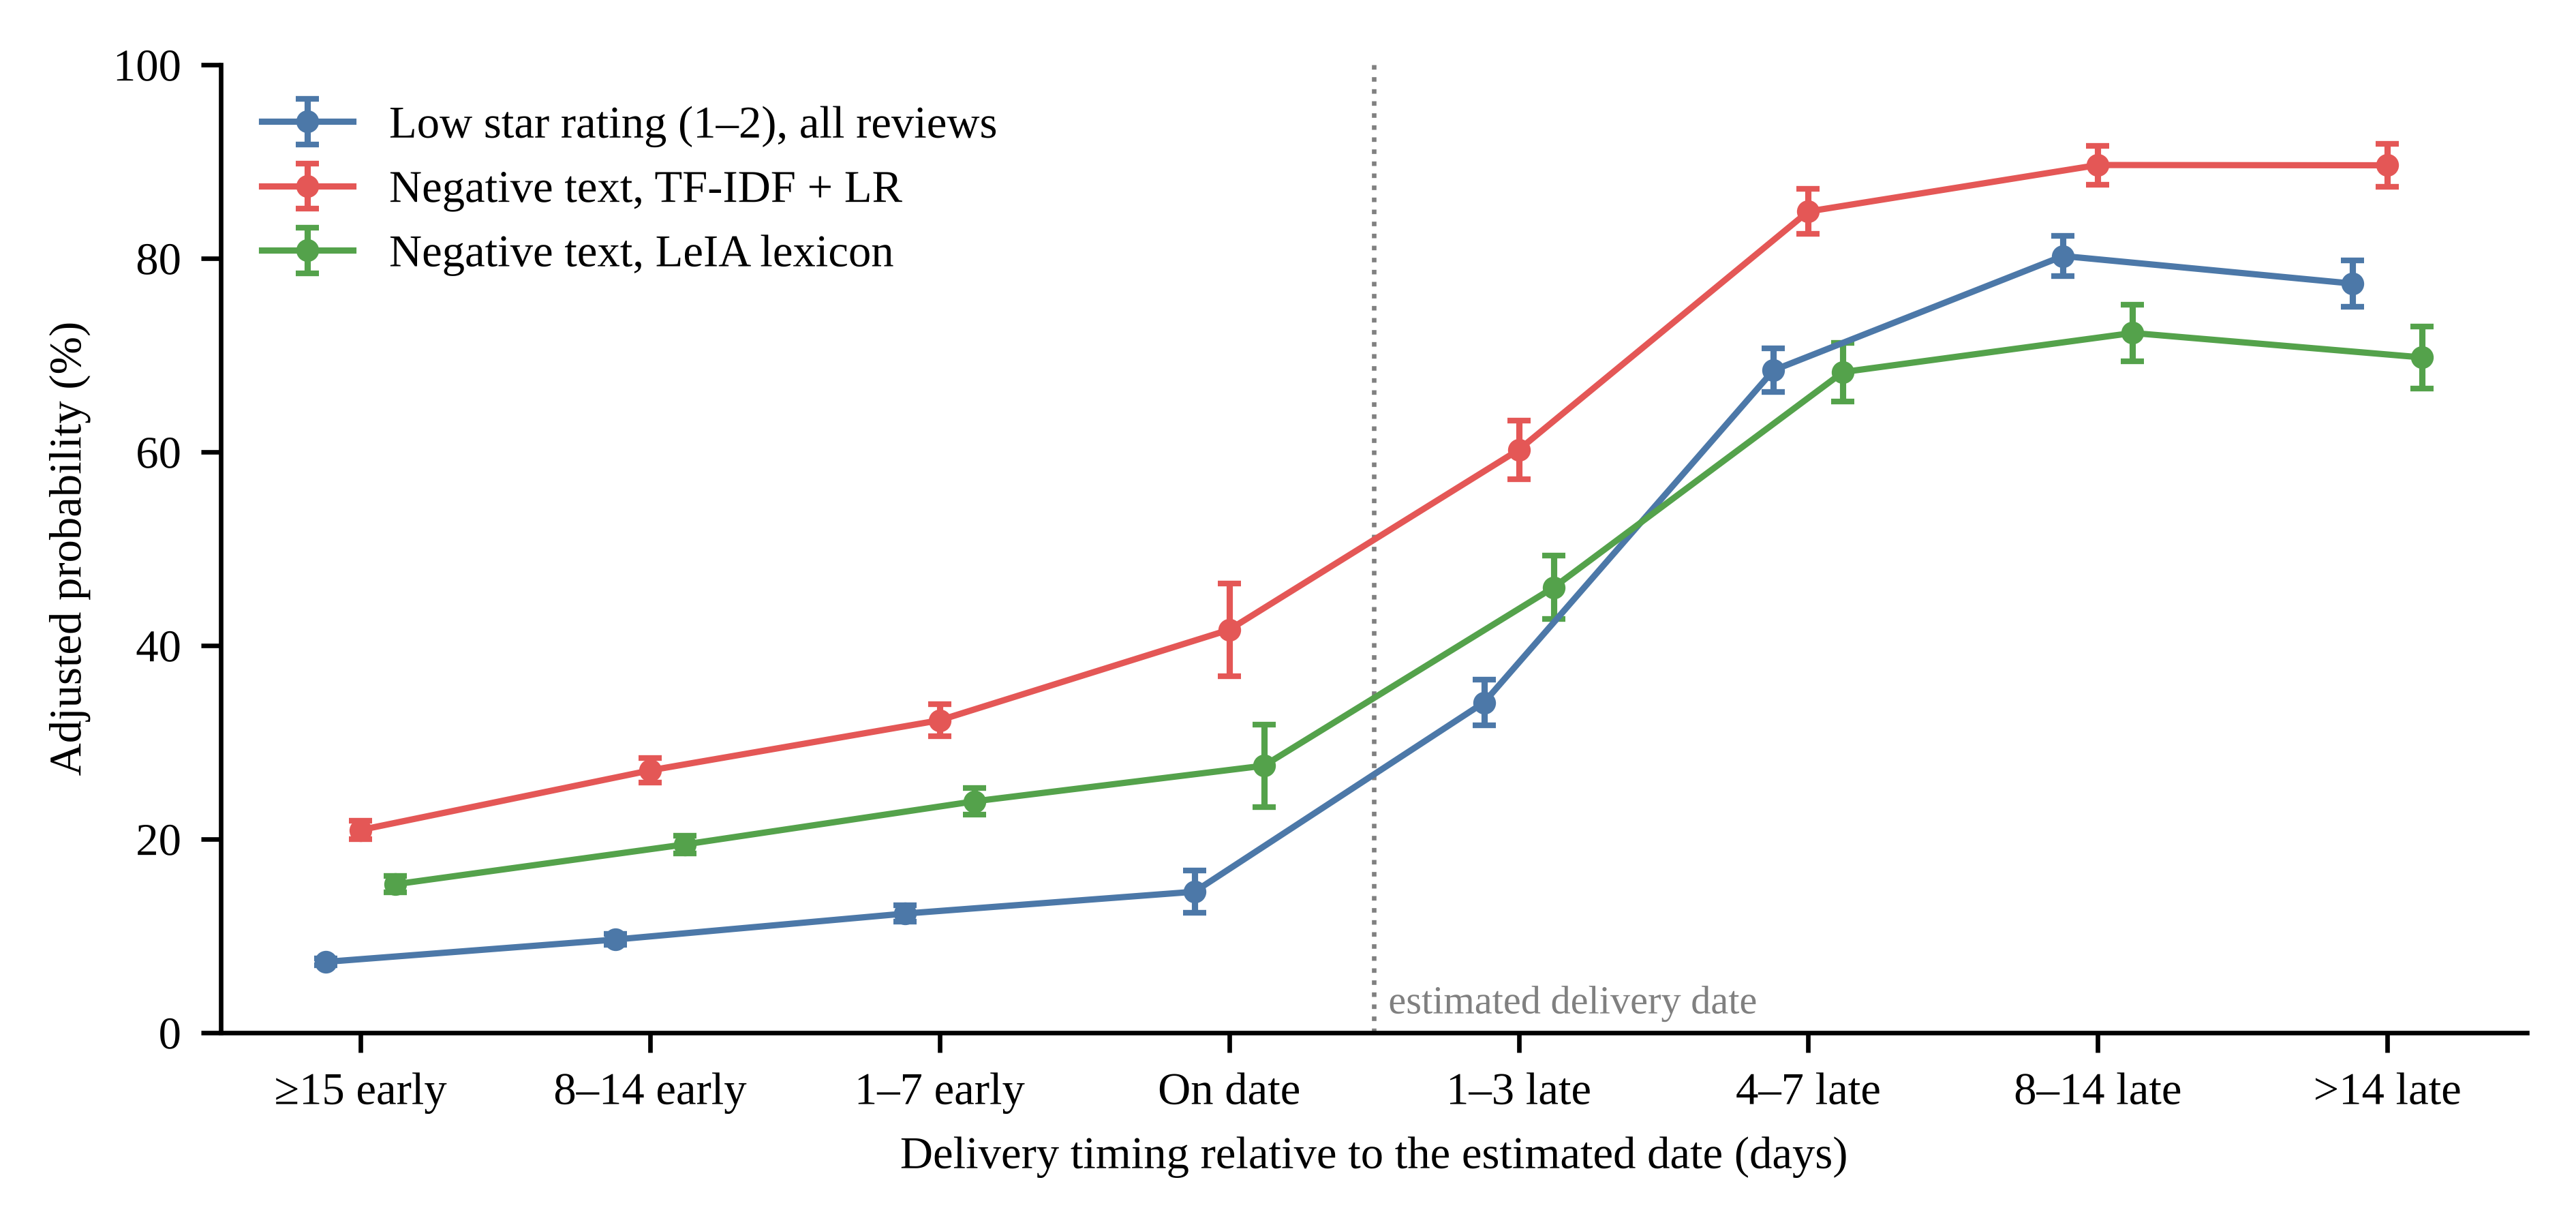 100
80
60
40
20
0
Adjusted probability (%)
Low star rating (1–2), all reviews
Negative text, TF-IDF + LR
Negative text, LeIA lexicon
estimated delivery date
≥15 early
8–14 early
1–7 early
On date
1–3 late
4–7 late
8–14 late
>14 late
Delivery timing relative to the estimated date (days)